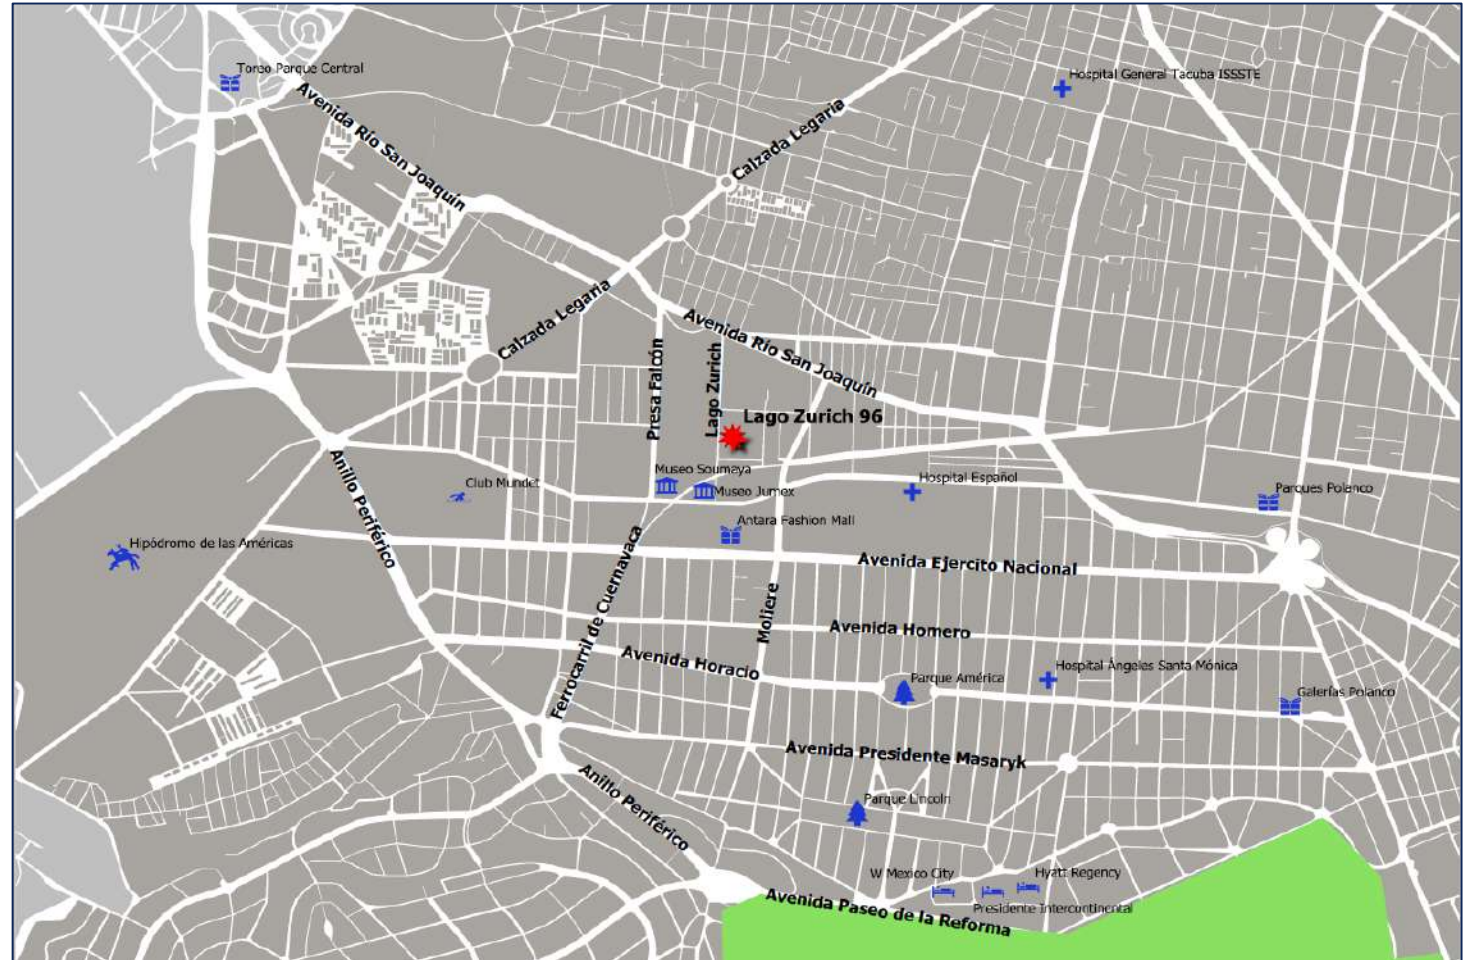 Toreo Parque Central
Hospital General Tacuba ISSSTE
Avenida Río San Joaquín
Calzada Legaria
Calzada Legaria
Avenida Río San Joaquín
Presa Falcón
Lago Zurich
Lago Zurich 96
Museo Soumaya
Club Mundet
Museo Jumex
Hospital Español
Parques Polanco
Antara Fashion Mall
Anillo Periférico
Hipódromo de las Américas
Avenida Ejercito Nacional
Ferrocarril de Cuernavaca
Moliere
Avenida Homero
Avenida Horacio
Hospital Ángeles Santa Mónica
Parque América
Galerías Polanco
Avenida Presidente Masaryk
Anillo Periférico
Parque Lincoln
W Mexico City
Hyatt Regency
Presidente Intercontinental
Avenida Paseo de la Reforma